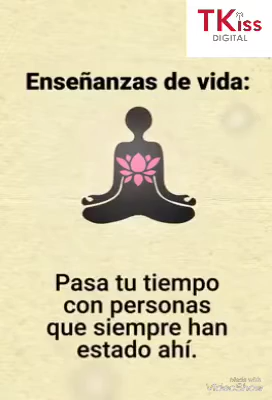 TKiss
DIGITAL
Enseñanzas de vida:
Pasa tu tiempo
con personas
que siempre han
estado ahí.
Made with
VideoShow